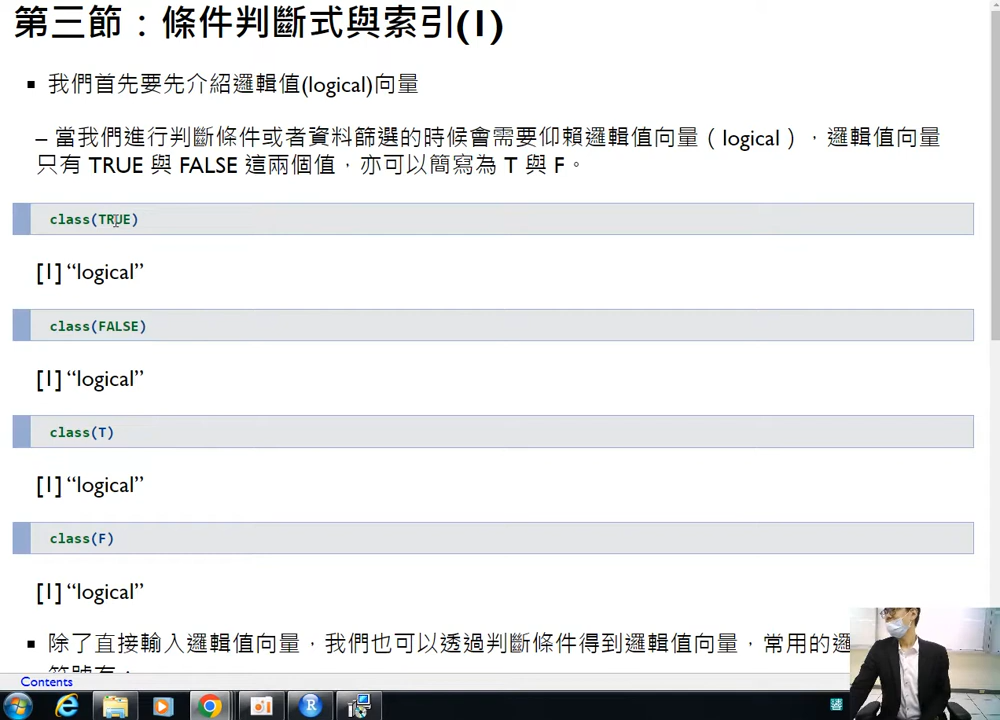 第三節：條件判斷式與索引(1)
▪ 我們首先要先介紹邏輯值(logical)向量
– 當我們進行判斷條件或者資料篩選的時候會需要仰賴邏輯值向量（logical），邏輯值向量
只有 TRUE 與 FALSE 這兩個值，亦可以簡寫為 T 與 F。
class(TRUE)
[1] “logical”
class(FALSE)
[1] “logical”
class(T)
[1] “logical”
class(F)
[1] “logical”
▪ 除了直接輸入邏輯值向量，我們也可以透過判斷條件得到邏輯值向量，常用的邏
Contents